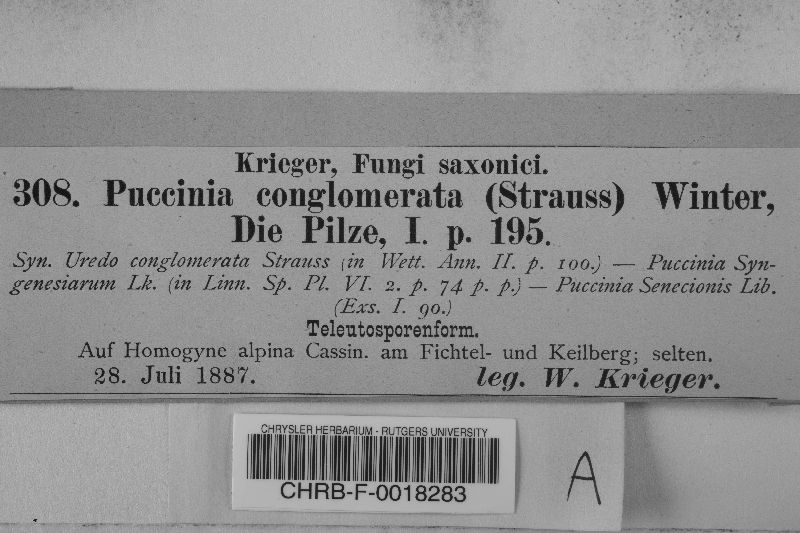 Krieger, Fungi saxonici.
308. Puccinia conglomerata (Strauss) Winter,
Die Pilze, I. p. 195.
Syn. Uredo conglomerata Strauss (in Wett. Ann. II. p. 100.) — Puccinia Syn-
genesiarum Lk. (in Linn. Sp. Pl. VI. 2. p. 74 p. p.) — Puccinia Senecionis Lib.
(Exs. I. 90.)
Teleutosporenform.
Auf Homogyne alpina Cassin. am Fichtel- und Keilberg; selten.
28. Juli 1887. leg. W. Krieger.
CHRYSLER HERBARIUM - RUTGERS UNIVERSITY
CHRB-F-0018283
A